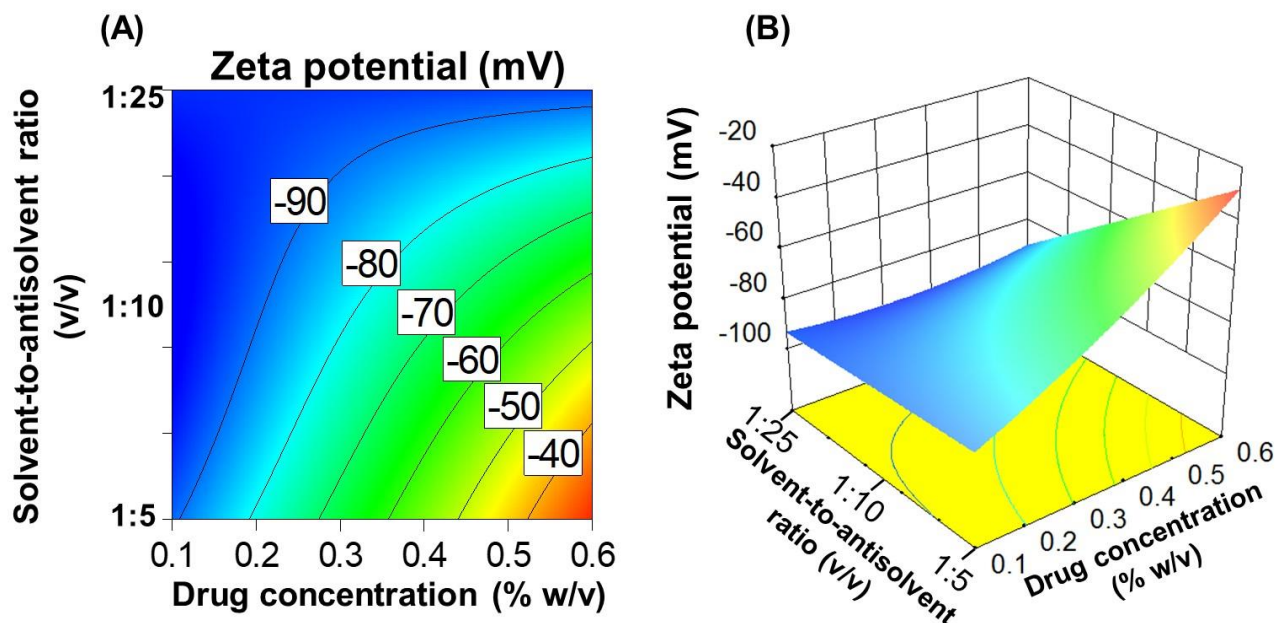 (A)
Zeta potential (mV)
Solvent-to-antisolvent ratio
(v/v)
1:25
1:10
1:5
-90
-80
-70
-60
-50
-40
0.1
0.2
0.3
0.4
0.5
0.6
Drug concentration (% w/v)
(B)
Zeta potential (mV)
-20
-40
-60
-80
-100
1:25
1:10
1:5
Solvent-to-antisolvent
ratio (v/v)
0.1
0.2
0.3
0.4
0.5
0.6
Drug concentration
(% w/v)